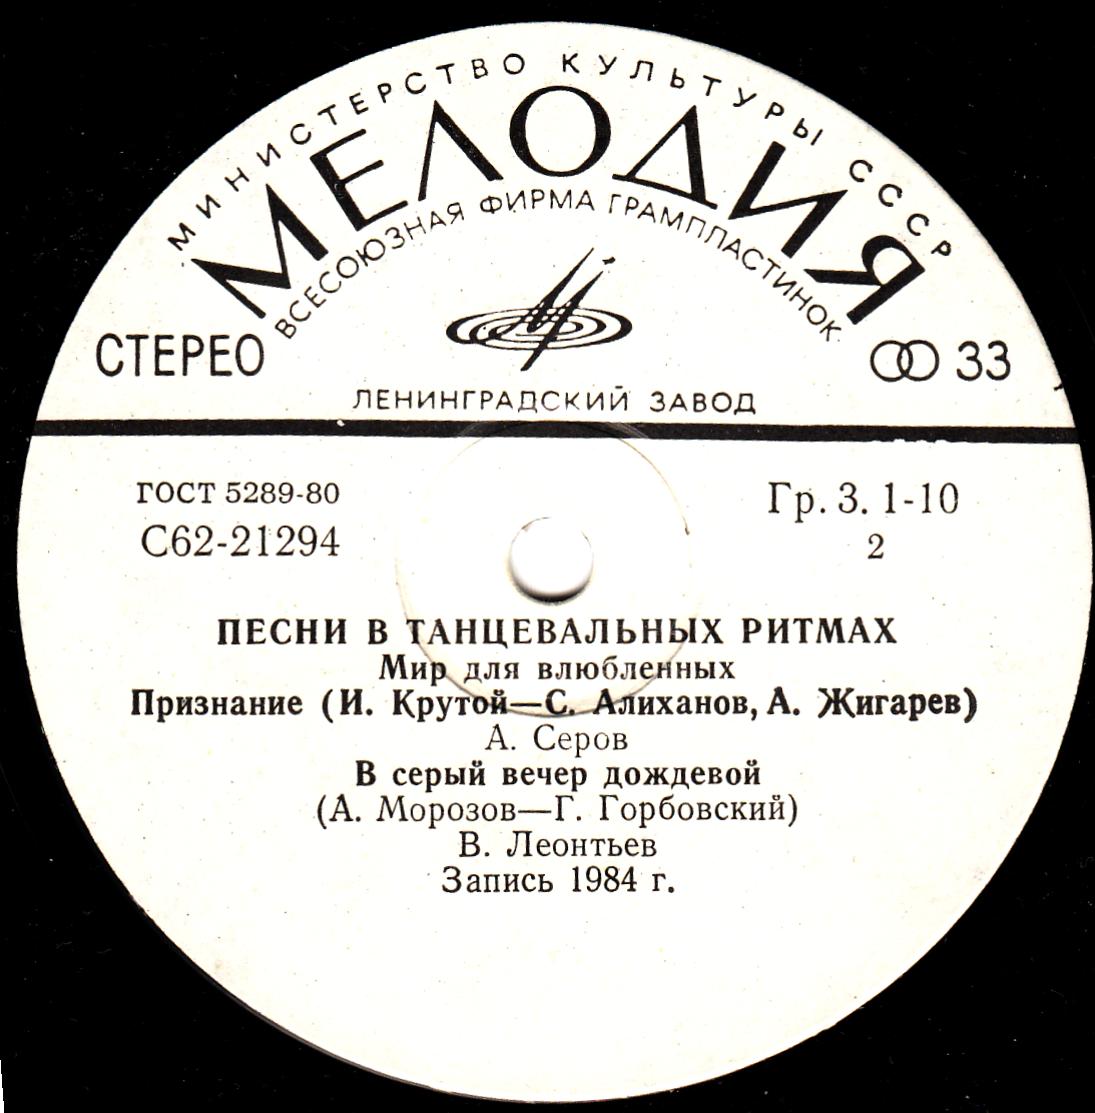 МИНИСТЕРСТВО КУЛЬТУРЫ СССР
МЕЛОДИЯ
ВСЕСОЮЗНАЯ ФИРМА ГРАМПЛАСТИНОК
СТЕРЕО
33
ЛЕНИНГРАДСКИЙ ЗАВОД
ГОСТ 5289-80
Гр. 3. 1-10
С62-21294
2
ПЕСНИ В ТАНЦЕВАЛЬНЫХ РИТМАХ
Мир для влюбленных
Признание (И. Крутой—С. Алиханов, А. Жигарев)
А. Серов
В серый вечер дождевой
(А. Морозов—Г. Горбовский)
В. Леонтьев
Запись 1984 г.